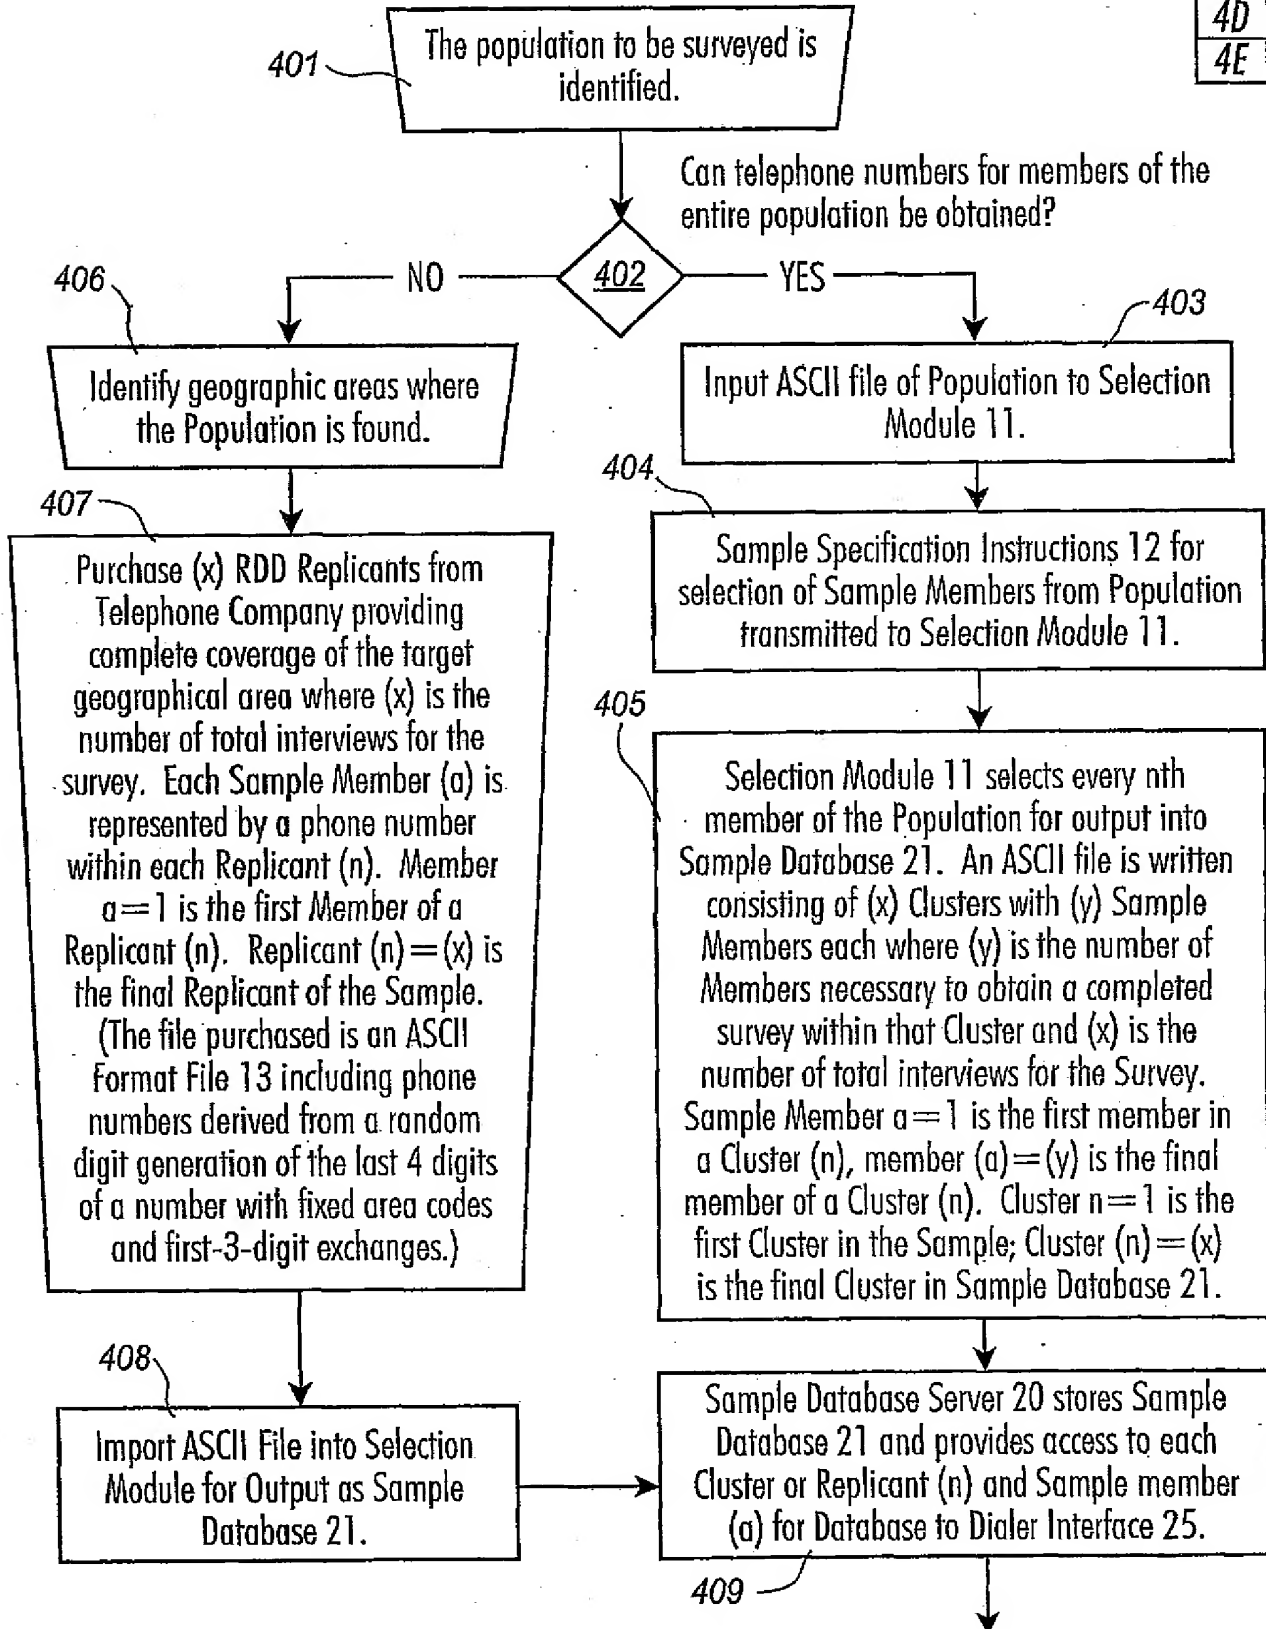 4D
4E
401
The population to be surveyed is
identified.
Can telephone numbers for members of the
entire population be obtained?
402
NO
YES
406
Identify geographic areas where
the Population is found.
403
Input ASCII file of Population to Selection
Module 11.
404
Sample Specification Instructions 12 for
selection of Sample Members from Population
transmitted to Selection Module 11.
407
Purchase (x) RDD Replicants from
Telephone Company providing
complete coverage of the target
geographical area where (x) is the
number of total interviews for the
survey. Each Sample Member (a) is
represented by a phone number
within each Replicant (n). Member
a=1 is the first Member of a
Replicant (n). Replicant (n)=(x) is
the final Replicant of the Sample.
(The file purchased is an ASCII
Format File 13 including phone
numbers derived from a random
digit generation of the last 4 digits
of a number with fixed area codes
and first-3-digit exchanges.)
405
Selection Module 11 selects every nth
member of the Population for output into
Sample Database 21. An ASCII file is written
consisting of (x) Clusters with (y) Sample
Members each where (y) is the number of
Members necessary to obtain a completed
survey within that Cluster and (x) is the
number of total interviews for the Survey.
Sample Member a=1 is the first member in
a Cluster (n), member (a)=(y) is the final
member of a Cluster (n). Cluster n=1 is the
first Cluster in the Sample; Cluster (n)=(x)
is the final Cluster in Sample Database 21.
408
Import ASCII File into Selection
Module for Output as Sample
Database 21.
Sample Database Server 20 stores Sample
Database 21 and provides access to each
Cluster or Replicant (n) and Sample member
(a) for Database to Dialer Interface 25.
409